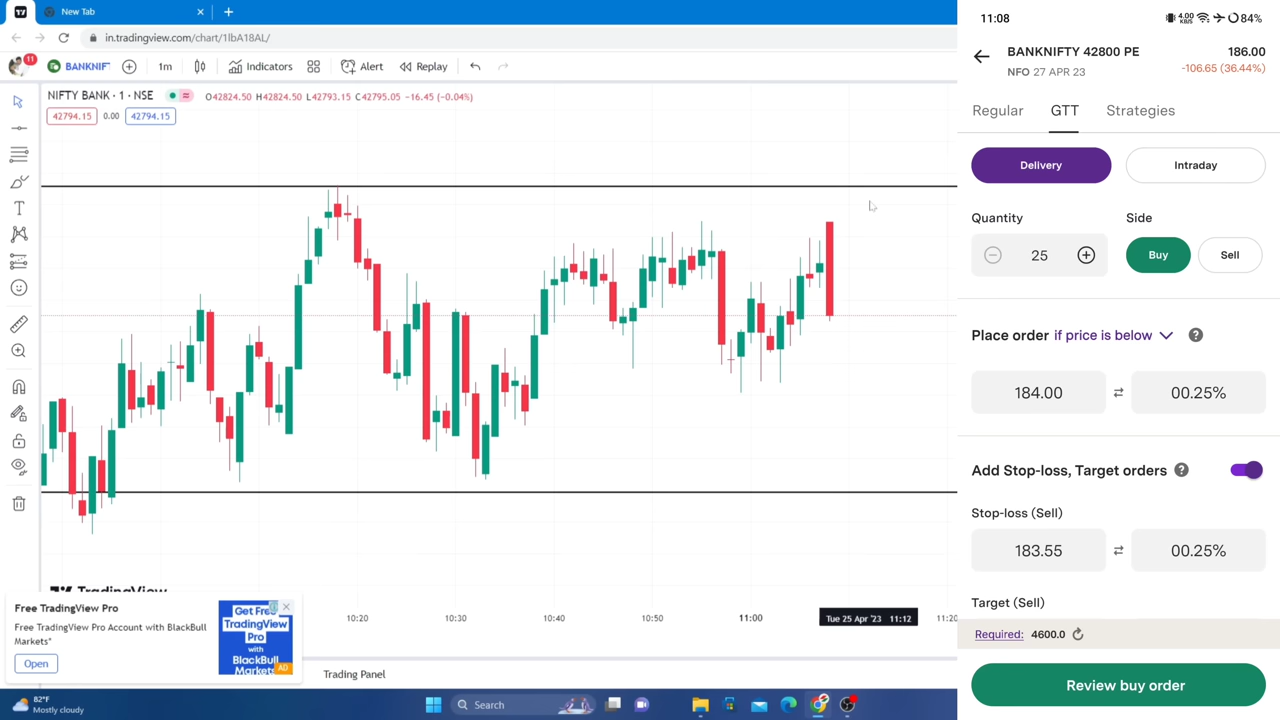 New Tab
in.tradingview.com/chart/1lbA18AL/
11
BANKNIF
1m
Indicators
Alert
Replay
NIFTY BANK · 1 · NSE
O42824.50 H42824.50 L42793.15 C42795.05 −16.45 (−0.04%)
42794.15
0.00
42794.15
TradingView
10:20
10:30
10:40
10:50
11:00
Tue 25 Apr '23 11:12
11:20
Free TradingView Pro
Free TradingView Pro Account with BlackBull
Markets*
Open
Get Free
TradingView
Pro
with
BlackBull
Markets
AD
Trading Panel
82°F
Mostly cloudy
Search
11:08
4.00
KB/S
84%
BANKNIFTY 42800 PE
186.00
NFO 27 APR 23
-106.65 (36.44%)
Regular
GTT
Strategies
Delivery
Intraday
Quantity
Side
25
Buy
Sell
Place order if price is below
184.00
00.25%
Add Stop-loss, Target orders
Stop-loss (Sell)
183.55
00.25%
Target (Sell)
Required: 4600.0
Review buy order